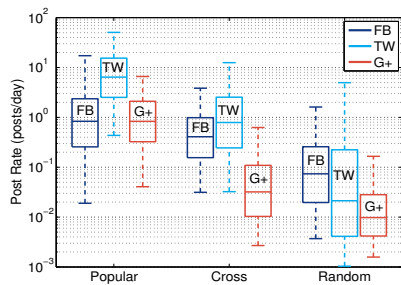 Post Rate (posts/day)
10²
10¹
10⁰
10⁻¹
10⁻²
10⁻³
FB
TW
G+
FB
TW
G+
FB
TW
G+
FB
TW
G+
Popular
Cross
Random